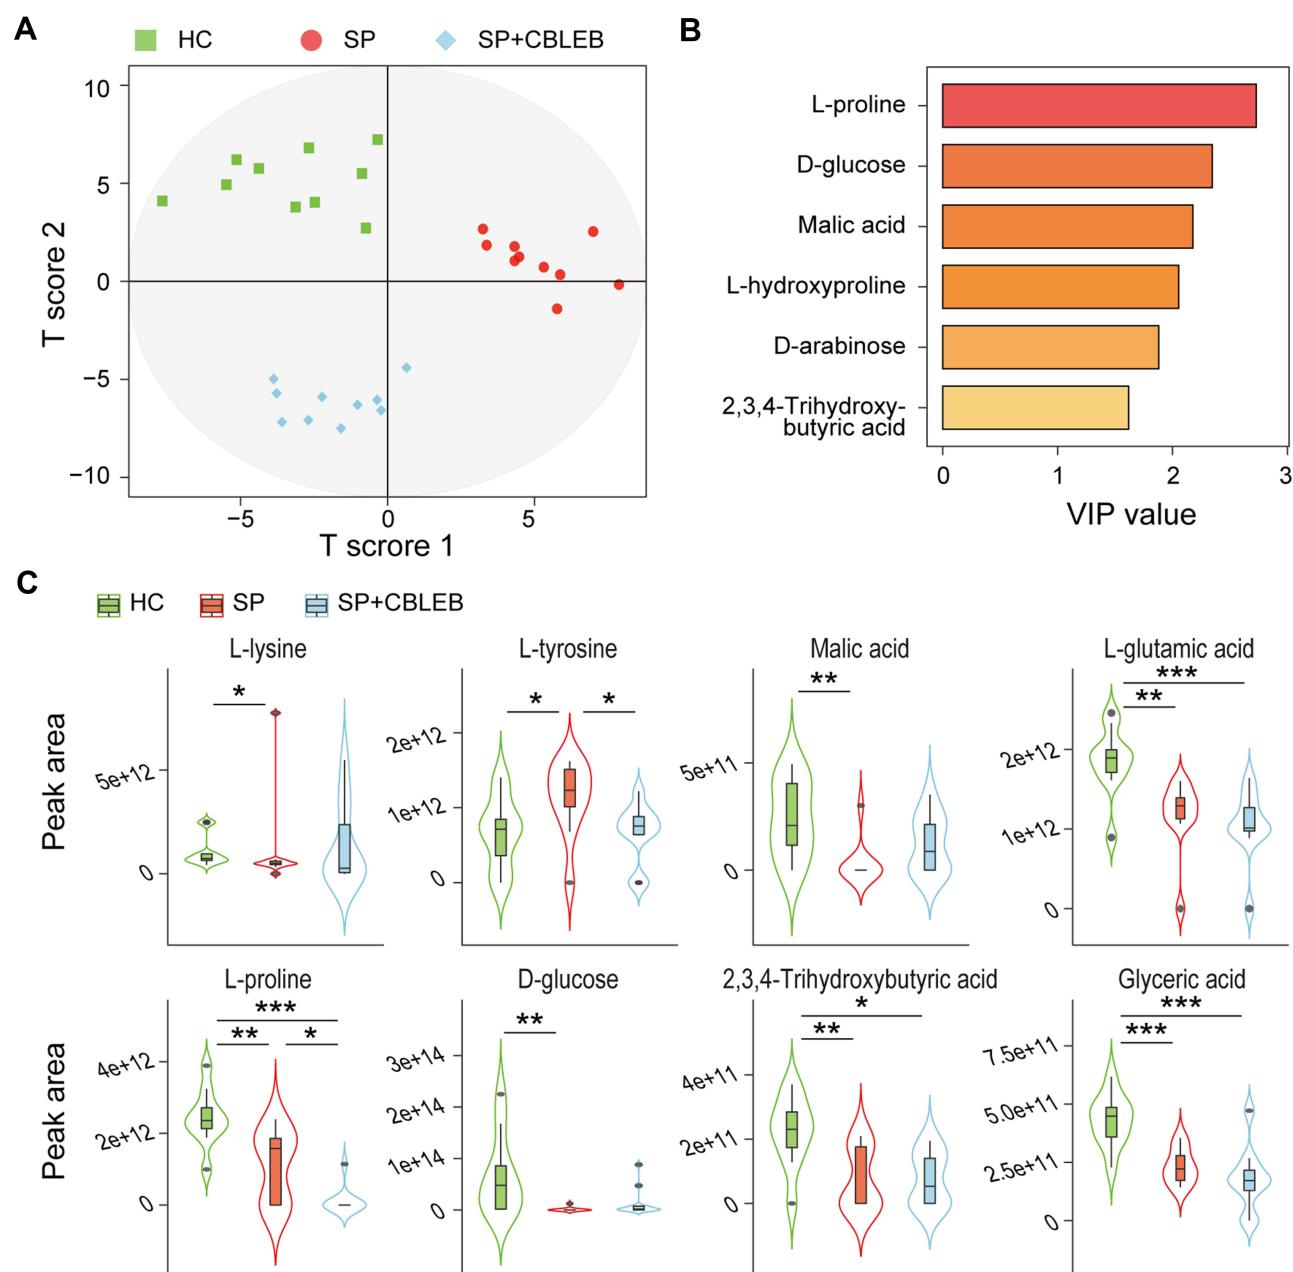 A
HC
SP
SP+CBLEB
10
5
0
−5
−10
T score 2
−5
0
5
T scrore 1
B
L-proline
D-glucose
Malic acid
L-hydroxyproline
D-arabinose
2,3,4-Trihydroxy-
butyric acid
0
1
2
3
VIP value
C
HC
SP
SP+CBLEB
L-lysine
Peak area
5e+12
0
*
L-tyrosine
2e+12
1e+12
0
*
*
Malic acid
5e+11
0
**
L-glutamic acid
2e+12
1e+12
0
***
**
L-proline
Peak area
4e+12
2e+12
0
***
**
*
D-glucose
3e+14
2e+14
1e+14
0
**
2,3,4-Trihydroxybutyric acid
4e+11
2e+11
0
*
**
Glyceric acid
7.5e+11
5.0e+11
2.5e+11
0
***
***